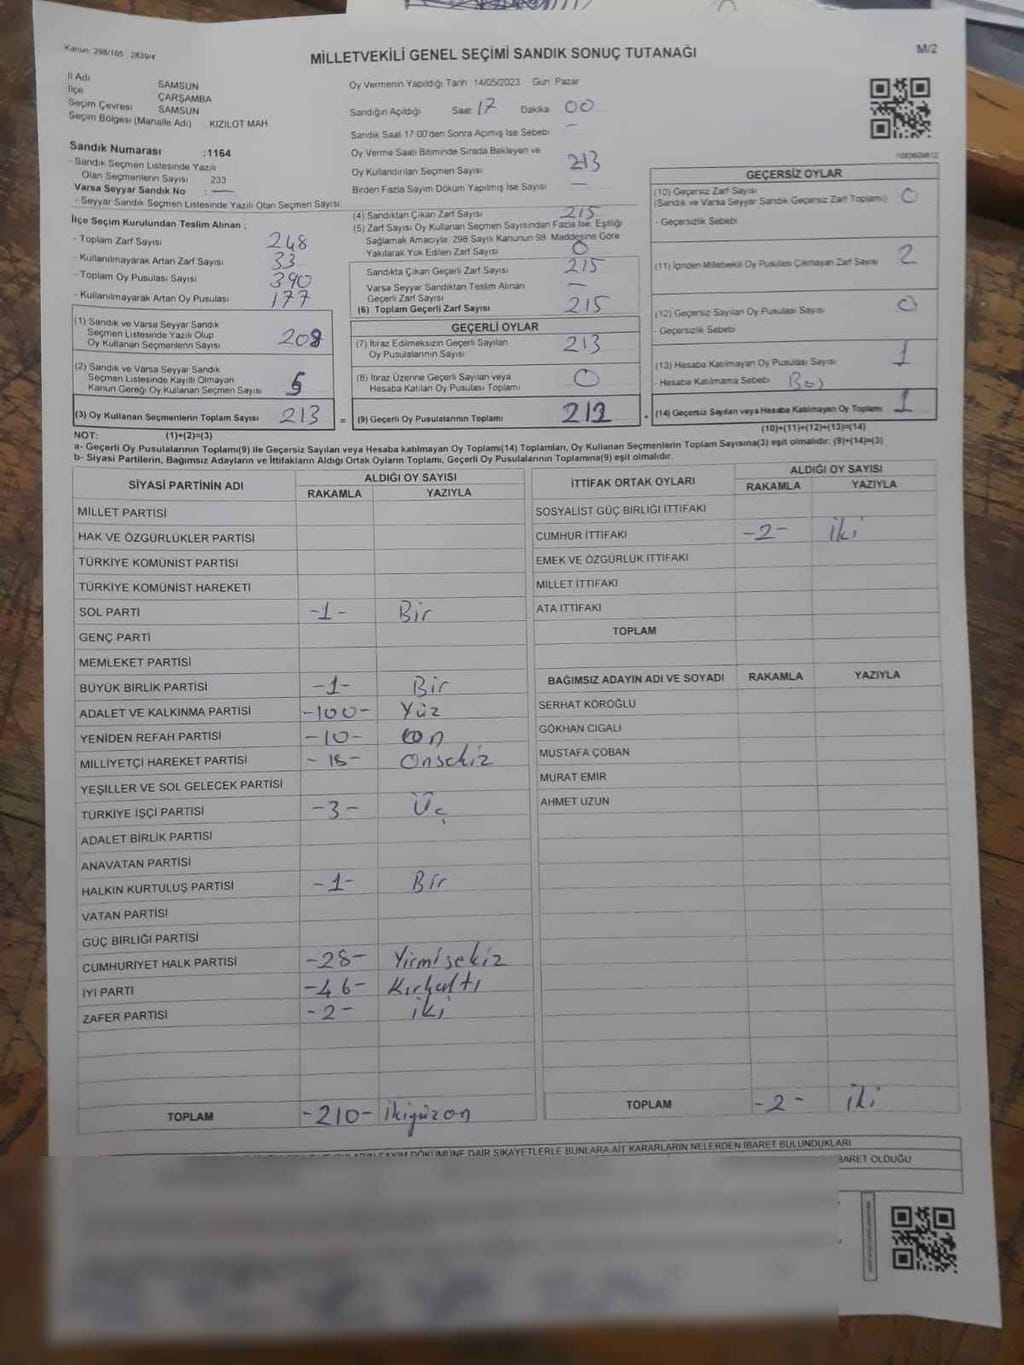 Kanun: 298/105 2839/4
MİLLETVEKİLİ GENEL SEÇİMİ SANDIK SONUÇ TUTANAĞI
M/2
İl Adı SAMSUN
İlçe ÇARŞAMBA
Seçim Çevresi SAMSUN
Seçim Bölgesi (Mahalle Adı) KIZILOT MAH.
Sandık Numarası :1164
- Sandık Seçmen Listesinde Yazılı
Olan Seçmenlerin Sayısı 233
Varsa Seyyar Sandık No : —
- Seyyar Sandık Seçmen Listesinde Yazılı Olan Seçmen Sayısı
İlçe Seçim Kurulundan Teslim Alınan ;
- Toplam Zarf Sayısı 248
- Kullanılmayarak Artan Zarf Sayısı 33
- Toplam Oy Pusulası Sayısı 390
- Kullanılmayarak Artan Oy Pusulası 177
(1) Sandık ve Varsa Seyyar Sandık
Seçmen Listesinde Yazılı Olup
Oy Kullanan Seçmenlerin Sayısı 208
(2) Sandık ve Varsa Seyyar Sandık
Seçmen Listesinde Kayıtlı Olmayan
Kanun Gereği Oy Kullanan Seçmen Sayısı 5
(3) Oy Kullanan Seçmenlerin Toplam Sayısı 213
Oy Vermenin Yapıldığı Tarih 14/05/2023 Gün Pazar
Sandığın Açıldığı Saat 17 Dakika 00
Sandık Saat 17:00'den Sonra Açılmış İse Sebebi —
Oy Verme Saati Bitiminde Sırada Bekleyen ve
Oy Kullandırılan Seçmen Sayısı 213
Birden Fazla Sayım Döküm Yapılmış İse Sayısı —
(4) Sandıktan Çıkan Zarf Sayısı 215
(5) Zarf Sayısı Oy Kullanan Seçmen Sayısından Fazla İse, Eşitliği
Sağlamak Amacıyla, 298 Sayılı Kanunun 98. Maddesine Göre
Yakılarak Yok Edilen Zarf Sayısı 0
Sandıkta Çıkan Geçerli Zarf Sayısı 215
Varsa Seyyar Sandıktan Teslim Alınan
Geçerli Zarf Sayısı —
(6) Toplam Geçerli Zarf Sayısı 215
GEÇERLİ OYLAR
(7) İtiraz Edilmeksizin Geçerli Sayılan
Oy Pusulalarının Sayısı 213
(8) İtiraz Üzerine Geçerli Sayılan veya
Hesaba Katılan Oy Pusulası Toplamı 0
= (9) Geçerli Oy Pusulalarının Toplamı 212
GEÇERSİZ OYLAR
(10) Geçersiz Zarf Sayısı
(Sandık ve Varsa Seyyar Sandık Geçersiz Zarf Toplamı) 0
- Geçersizlik Sebebi
(11) İçinden Milletvekili Oy Pusulası Çıkmayan Zarf Sayısı 2
(12) Geçersiz Sayılan Oy Pusulası Sayısı 0
- Geçersizlik Sebebi
(13) Hesaba Katılmayan Oy Pusulası Sayısı 1
- Hesaba Katılmama Sebebi Boş
+ (14) Geçersiz Sayılan veya Hesaba Katılmayan Oy Toplamı 1
NOT: (1)+(2)=(3)
(10)+(11)+(12)+(13)=(14)
a- Geçerli Oy Pusulalarının Toplamı(9) ile Geçersiz Sayılan veya Hesaba katılmayan Oy Toplamı(14) Toplamları, Oy Kullanan Seçmenlerin Toplam Sayısına(3) eşit olmalıdır. (9)+(14)=(3)
b- Siyasi Partilerin, Bağımsız Adayların ve İttifakların Aldığı Ortak Oyların Toplamı, Geçerli Oy Pusulalarının Toplamına(9) eşit olmalıdır.
SİYASİ PARTİNİN ADI ALDIĞI OY SAYISI
RAKAMLA YAZIYLA
MİLLET PARTİSİ
HAK VE ÖZGÜRLÜKLER PARTİSİ
TÜRKİYE KOMÜNİST PARTİSİ
TÜRKİYE KOMÜNİST HAREKETİ
SOL PARTİ -1- Bir
GENÇ PARTİ
MEMLEKET PARTİSİ
BÜYÜK BİRLİK PARTİSİ -1- Bir
ADALET VE KALKINMA PARTİSİ -100- Yüz
YENİDEN REFAH PARTİSİ -10- on
MİLLİYETÇİ HAREKET PARTİSİ -18- Onsekiz
YEŞİLLER VE SOL GELECEK PARTİSİ
TÜRKİYE İŞÇİ PARTİSİ -3- Üç
ADALET BİRLİK PARTİSİ
ANAVATAN PARTİSİ
HALKIN KURTULUŞ PARTİSİ -1- Bir
VATAN PARTİSİ
GÜÇ BİRLİĞİ PARTİSİ
CUMHURİYET HALK PARTİSİ -28- Yirmisekiz
İYİ PARTİ -46- Kırkaltı
ZAFER PARTİSİ -2- iki
TOPLAM -210- İkiyüzon
İTTİFAK ORTAK OYLARI ALDIĞI OY SAYISI
RAKAMLA YAZIYLA
SOSYALİST GÜÇ BİRLİĞİ İTTİFAKI
CUMHUR İTTİFAKI -2- iki
EMEK VE ÖZGÜRLÜK İTTİFAKI
MİLLET İTTİFAKI
ATA İTTİFAKI
TOPLAM
BAĞIMSIZ ADAYIN ADI VE SOYADI RAKAMLA YAZIYLA
SERHAT KÖROĞLU
GÖKHAN CIGALI
MUSTAFA ÇOBAN
MURAT EMİR
AHMET UZUN
TOPLAM -2- iki
SAYIM DÖKÜMÜNE DAİR ŞİKAYETLERLE BUNLARA AİT KARARLARIN NELERDEN İBARET BULUNDUKLARI
İBARET OLDUĞU